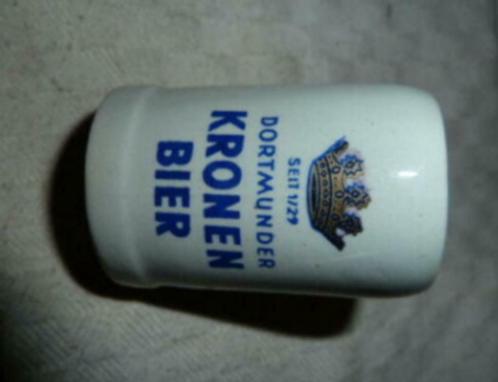 SEIT 1729
DORTMUNDER
KRONEN
BIER